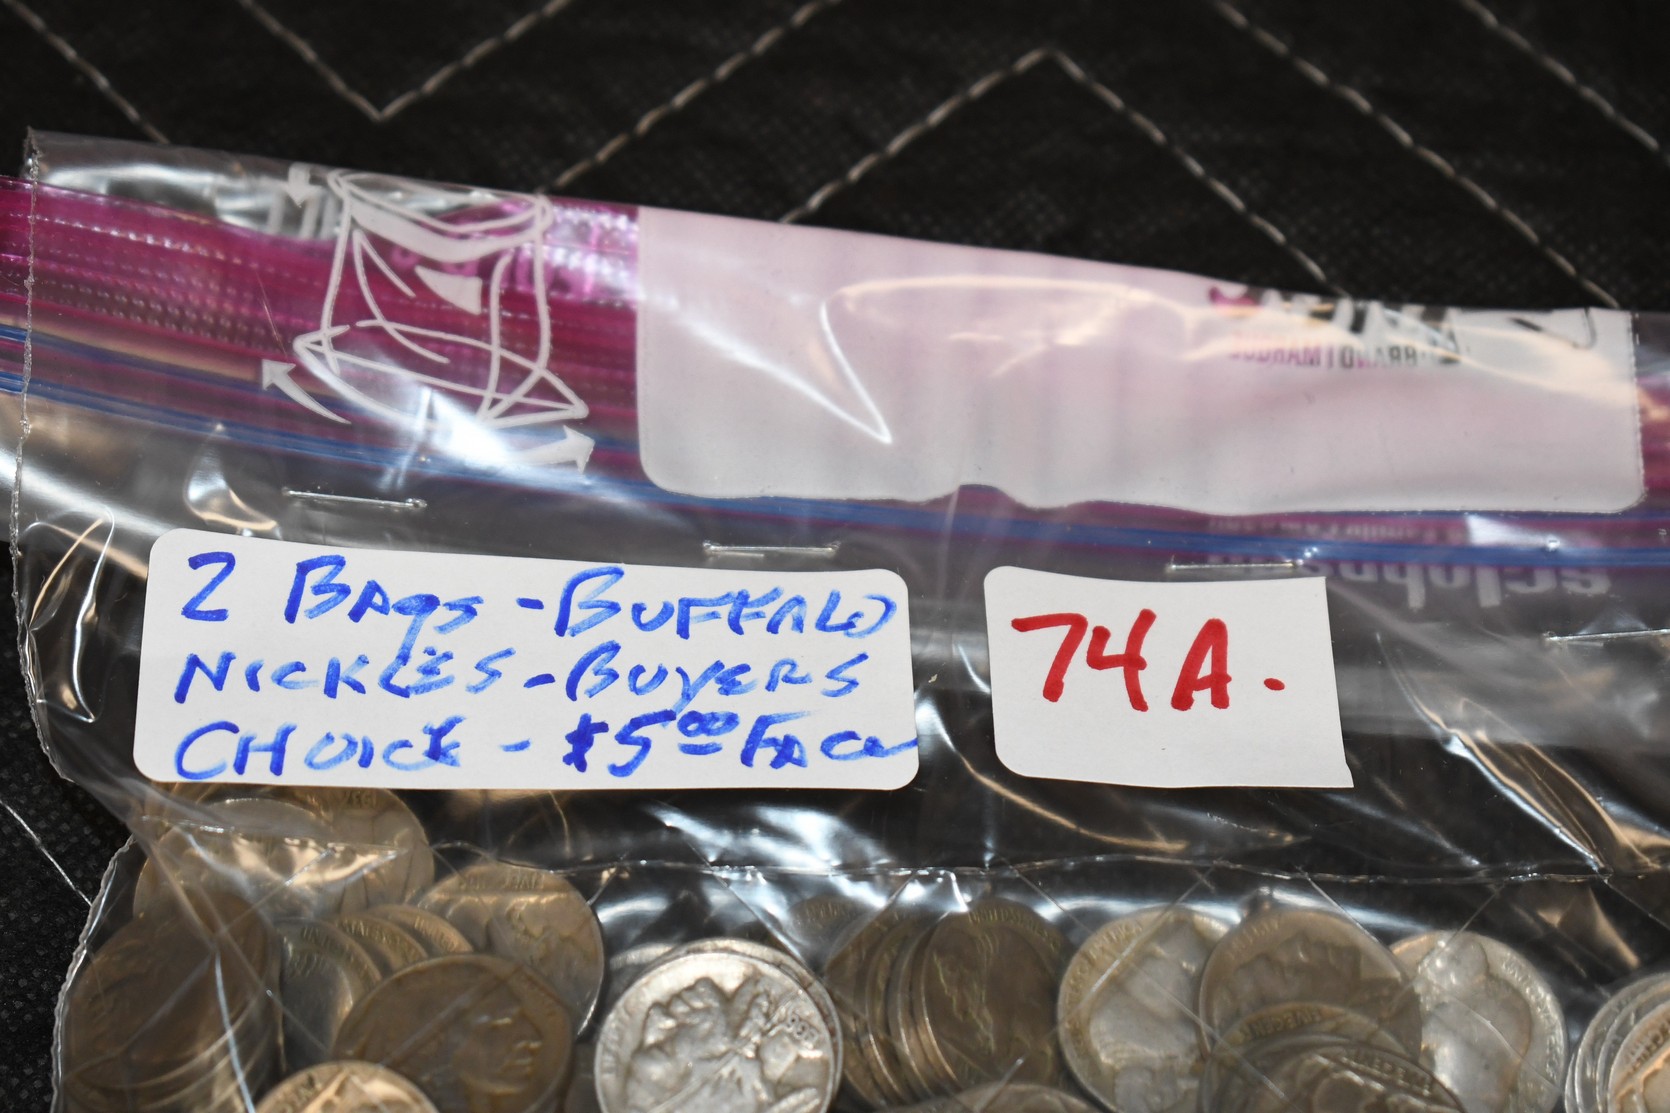 2 BAgS - BUFFALO
NICKLES - BUYERS
CHOICE - $5.00 FACE
74A.